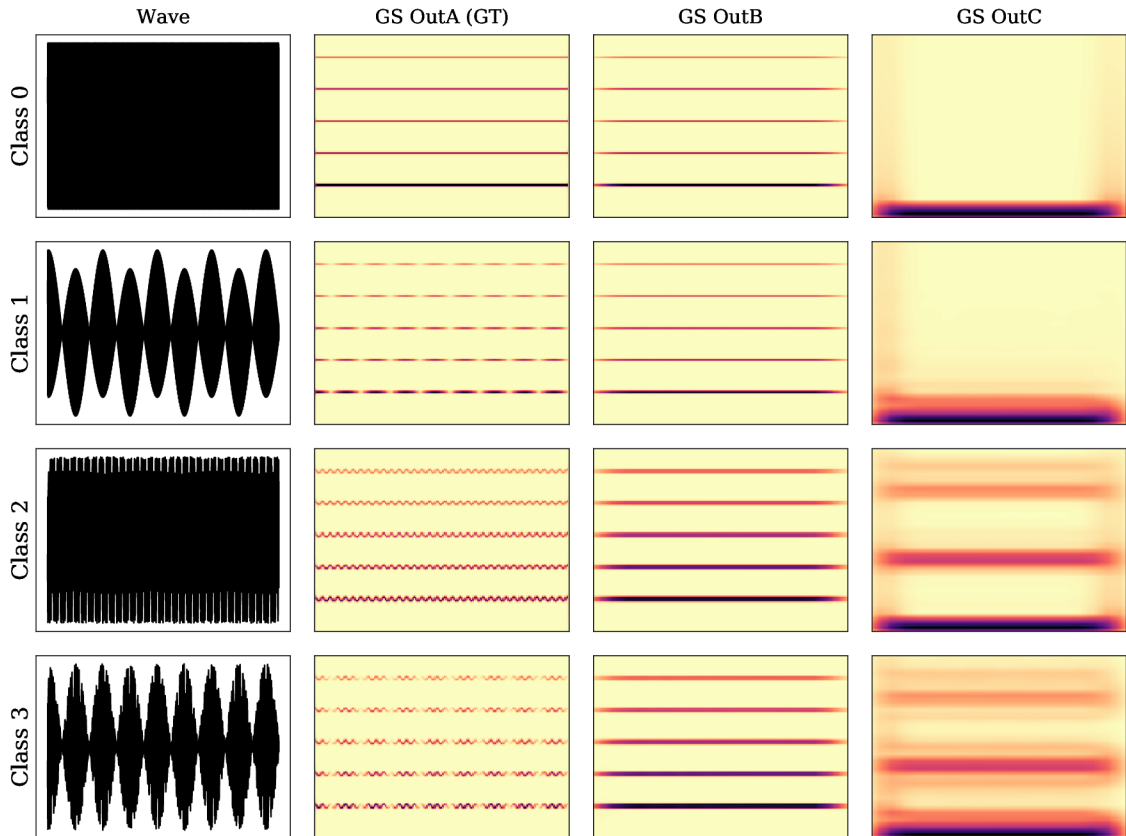 Wave
GS OutA (GT)
GS OutB
GS OutC
Class 0
Class 1
Class 2
Class 3